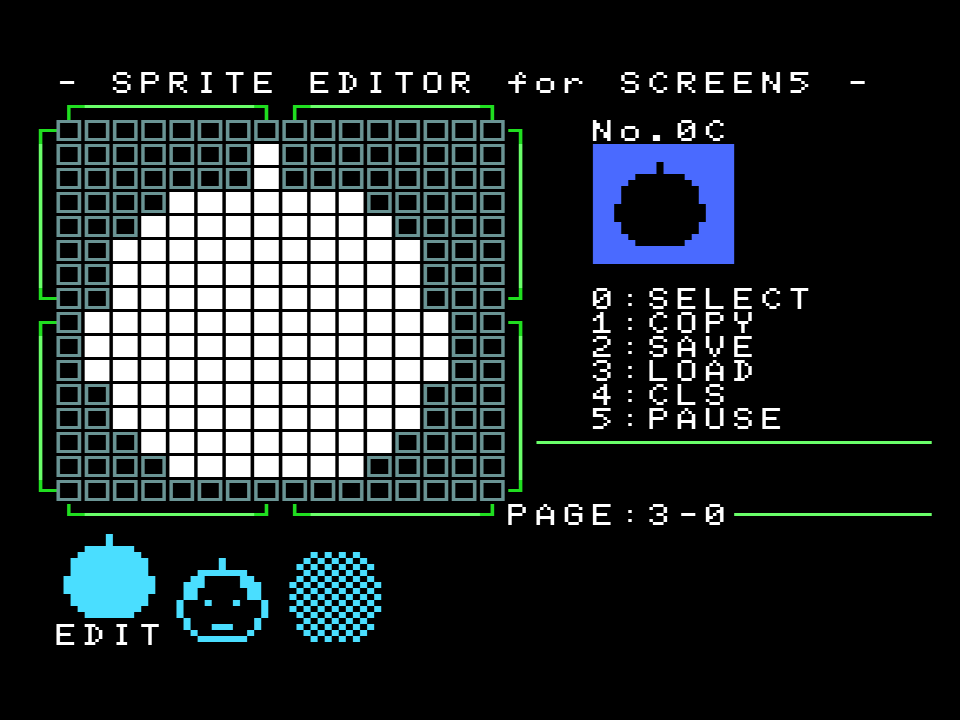 - SPRITE EDITOR for SCREEN5 -
No.0C
0:SELECT
1:COPY
2:SAVE
3:LOAD
4:CLS
5:PAUSE
PAGE:3-0
EDIT